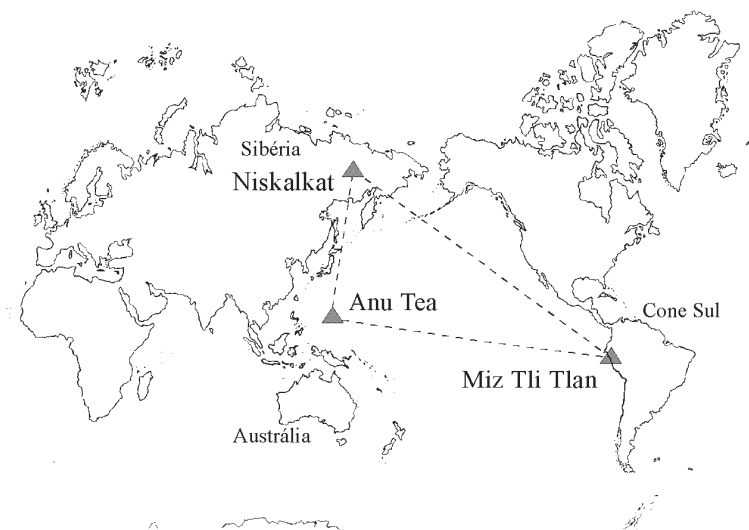 Sibéria
Niskalkat
Anu Tea
Cone Sul
Miz Tli Tlan
Austrália